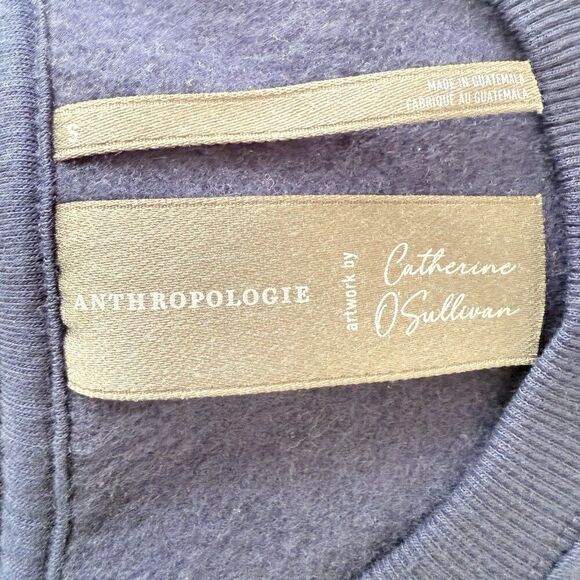 S
MADE IN GUATEMALA
FABRIQUÉ AU GUATEMALA
ANTHROPOLOGIE
artwork by
Catherine
O'Sullivan